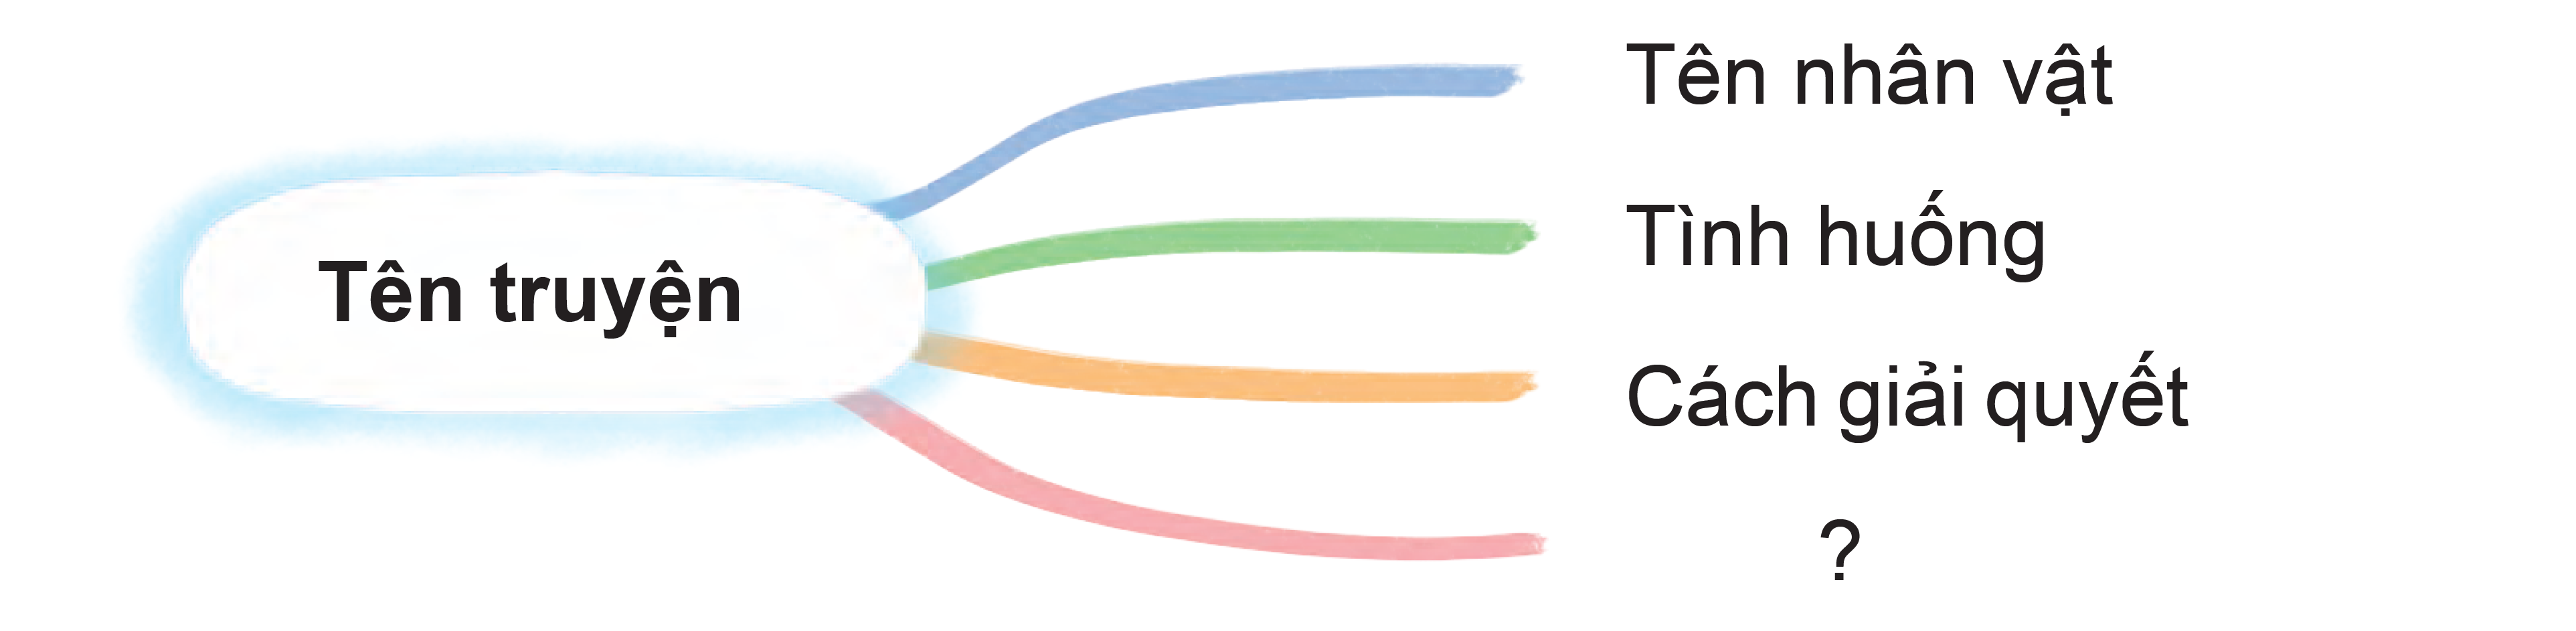 Tên truyện
Tên nhân vật
Tình huống
Cách giải quyết
?